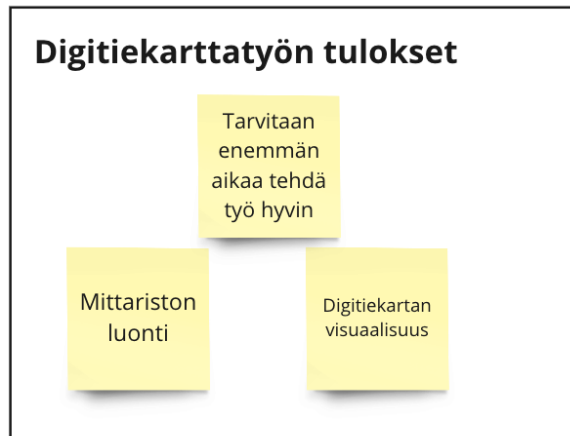 Digitiekarttatyön tulokset
Tarvitaan
enemmän
aikaa tehdä
työ hyvin
Mittariston
luonti
Digitiekartan
visuaalisuus